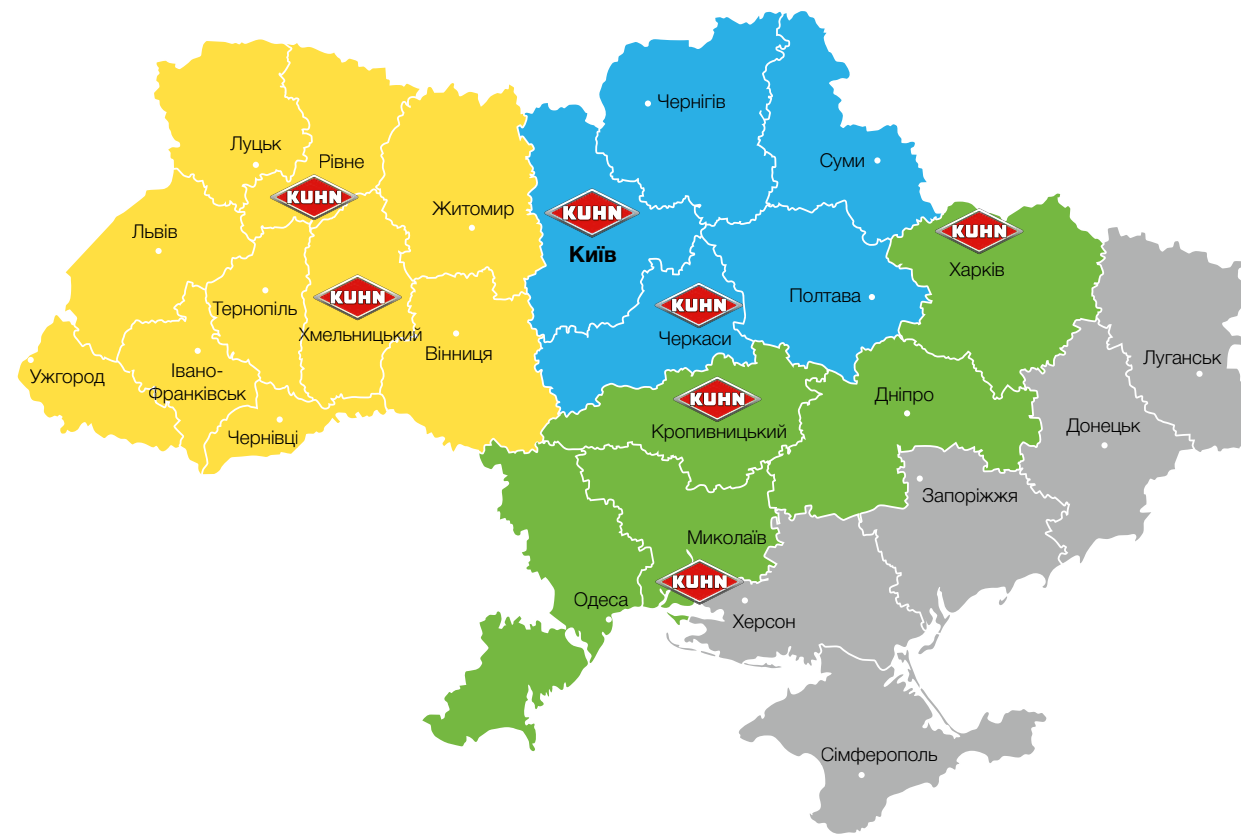 Чернігів
Луцьк
Рівне
Суми
KUHN
Житомир
KUHN
Львів
KUHN
Київ
Харків
Тернопіль
KUHN
Хмельницький
KUHN
Черкаси
Полтава
Вінниця
Луганськ
Ужгород
Івано-
Франківськ
KUHN
Дніпро
Чернівці
Кропивницький
Донецьк
Запоріжжя
Миколаїв
KUHN
Одеса
Херсон
Сімферополь